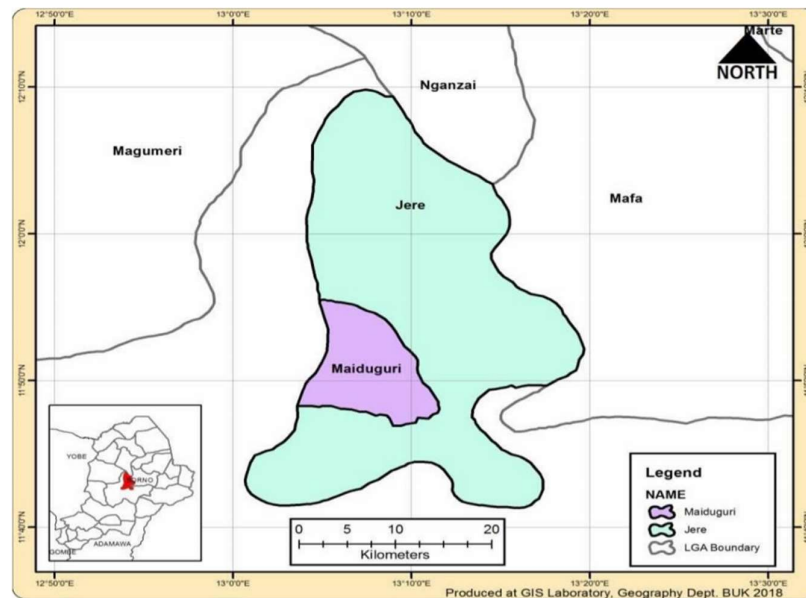 12°50'0"E 13°0'0"E 13°10'0"E 13°20'0"E 13°30'0"E
Marte
NORTH
Nganzai
12°10'0"N
Magumeri
Mafa
Jere
12°0'0"N
Maiduguri
11°50'0"N
YOBE
BORNO
ADAMAWA
GOMBE
0 5 10 20
Kilometers
Legend
NAME
Maiduguri
Jere
LGA Boundary
11°40'0"N
12°50'0"E 13°0'0"E 13°10'0"E 13°20'0"E 13°30'0"E
Produced at GIS Laboratory, Geography Dept. BUK 2018